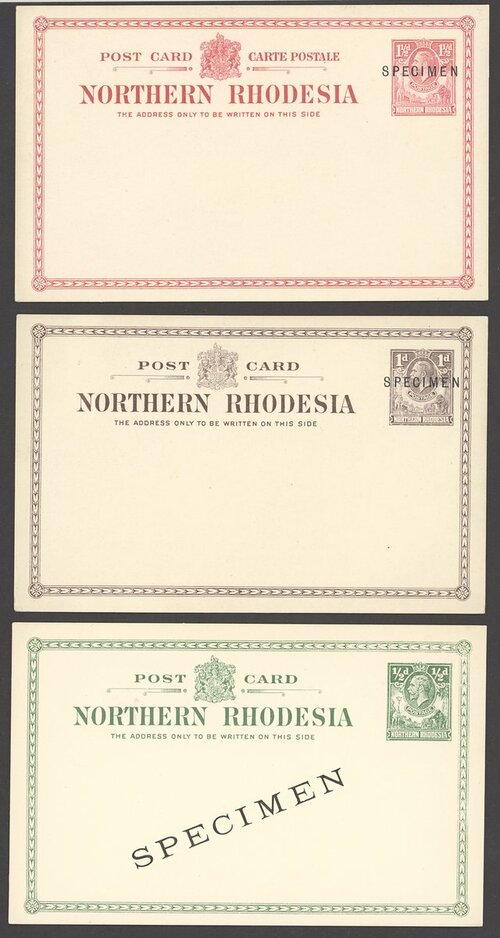 POST CARD CARTE POSTALE
1½ 1½
SPECIMEN
NORTHERN RHODESIA
NORTHERN RHODESIA
THE ADDRESS ONLY TO BE WRITTEN ON THIS SIDE
POST CARD
1d 1d
SPECIMEN
POSTAGE
NORTHERN RHODESIA
NORTHERN RHODESIA
THE ADDRESS ONLY TO BE WRITTEN ON THIS SIDE
POST CARD
½d ½d
NORTHERN RHODESIA
NORTHERN RHODESIA
THE ADDRESS ONLY TO BE WRITTEN ON THIS SIDE
SPECIMEN